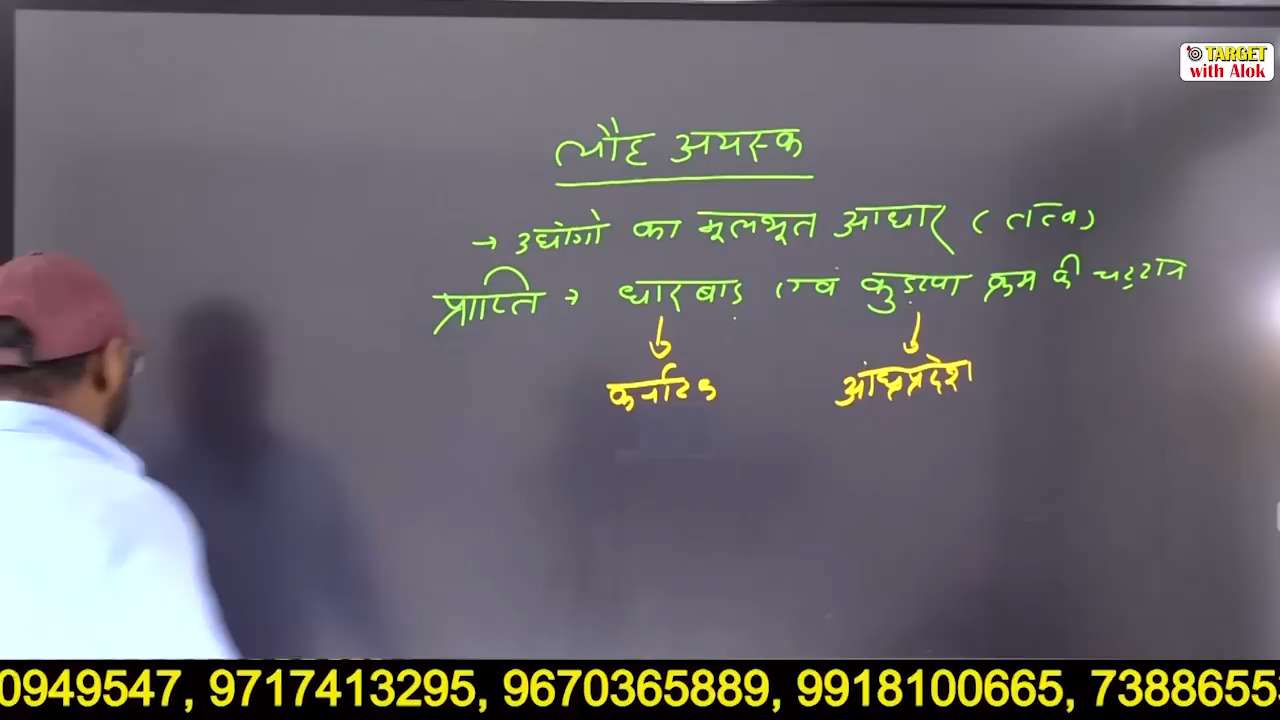 TARGET
with Alok
लौह अयस्क
→ उद्योगो का मूलभूत आधार ( तत्व)
प्राप्ति → धारवाड़ एवं कुड़प्पा क्रम की चट्टान
कर्नाटक आंध्रप्रदेश
0949547, 9717413295, 9670365889, 9918100665, 7388655